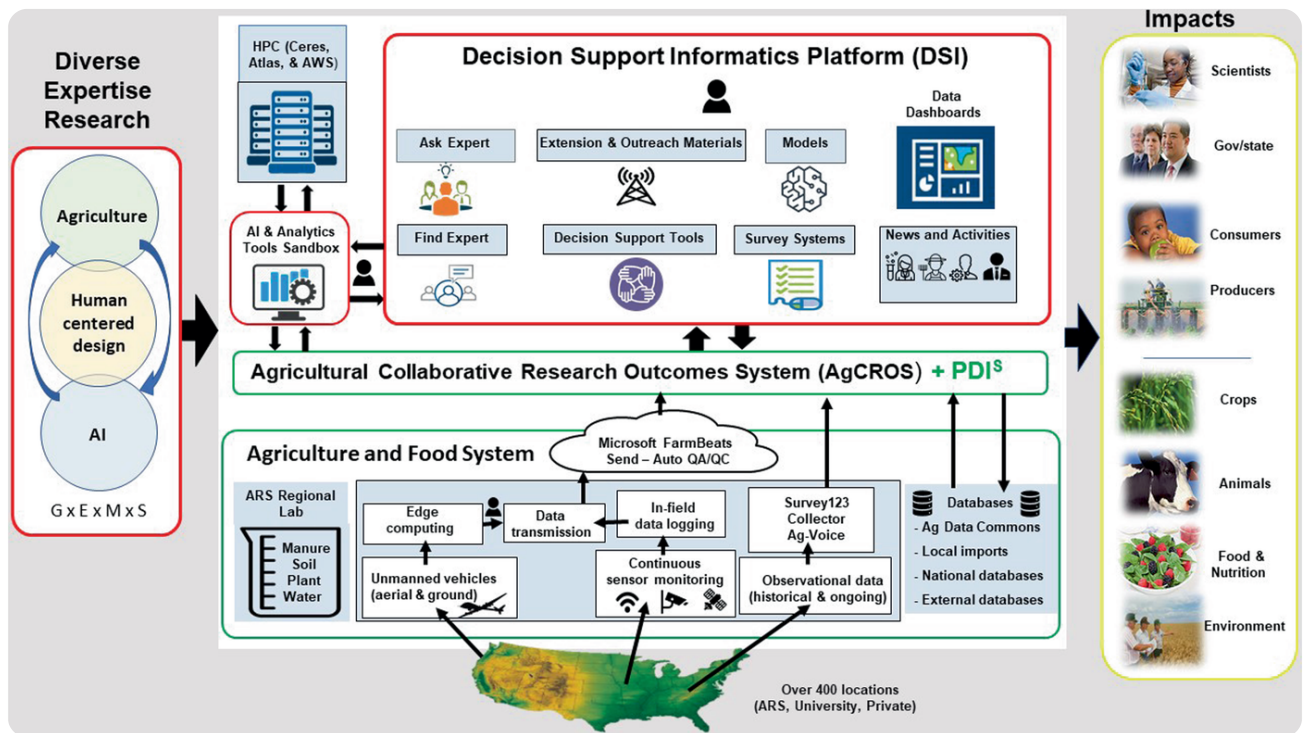 Diverse
Expertise
Research
Agriculture
Human
centered
design
AI
G x E x M x S
HPC (Ceres,
Atlas, & AWS)
AI & Analytics
Tools Sandbox
Decision Support Informatics Platform (DSI)
Ask Expert
Extension & Outreach Materials
Models
Data
Dashboards
Find Expert
Decision Support Tools
Survey Systems
News and Activities
Agricultural Collaborative Research Outcomes System (AgCROS) + PDIS
Agriculture and Food System
Microsoft FarmBeats
Send – Auto QA/QC
ARS Regional
Lab
Manure
Soil
Plant
Water
Edge
computing
Data
transmission
In-field
data logging
Survey123
Collector
Ag-Voice
Unmanned vehicles
(aerial & ground)
Continuous
sensor monitoring
Observational data
(historical & ongoing)
Databases
- Ag Data Commons
- Local imports
- National databases
- External databases
Over 400 locations
(ARS, University, Private)
Impacts
Scientists
Gov/state
Consumers
Producers
Crops
Animals
Food &
Nutrition
Environment